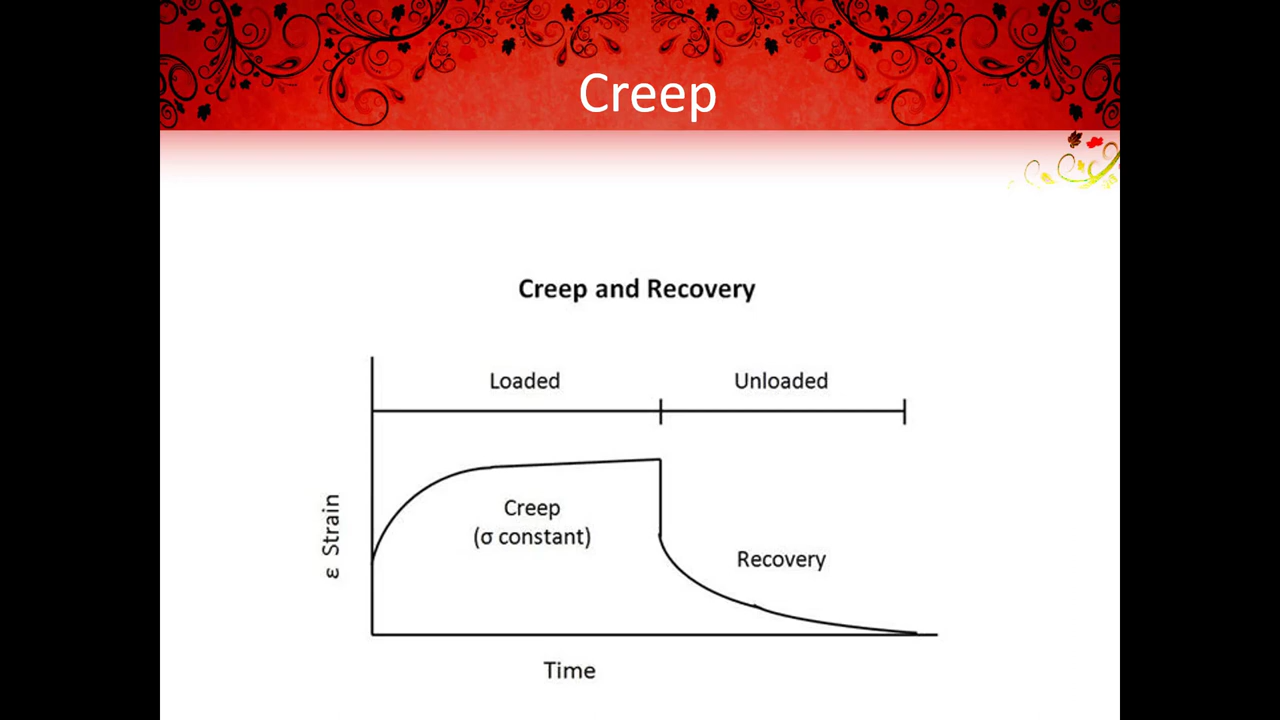 Creep
Creep and Recovery
Loaded
Unloaded
Creep
(σ constant)
Recovery
ε Strain
Time